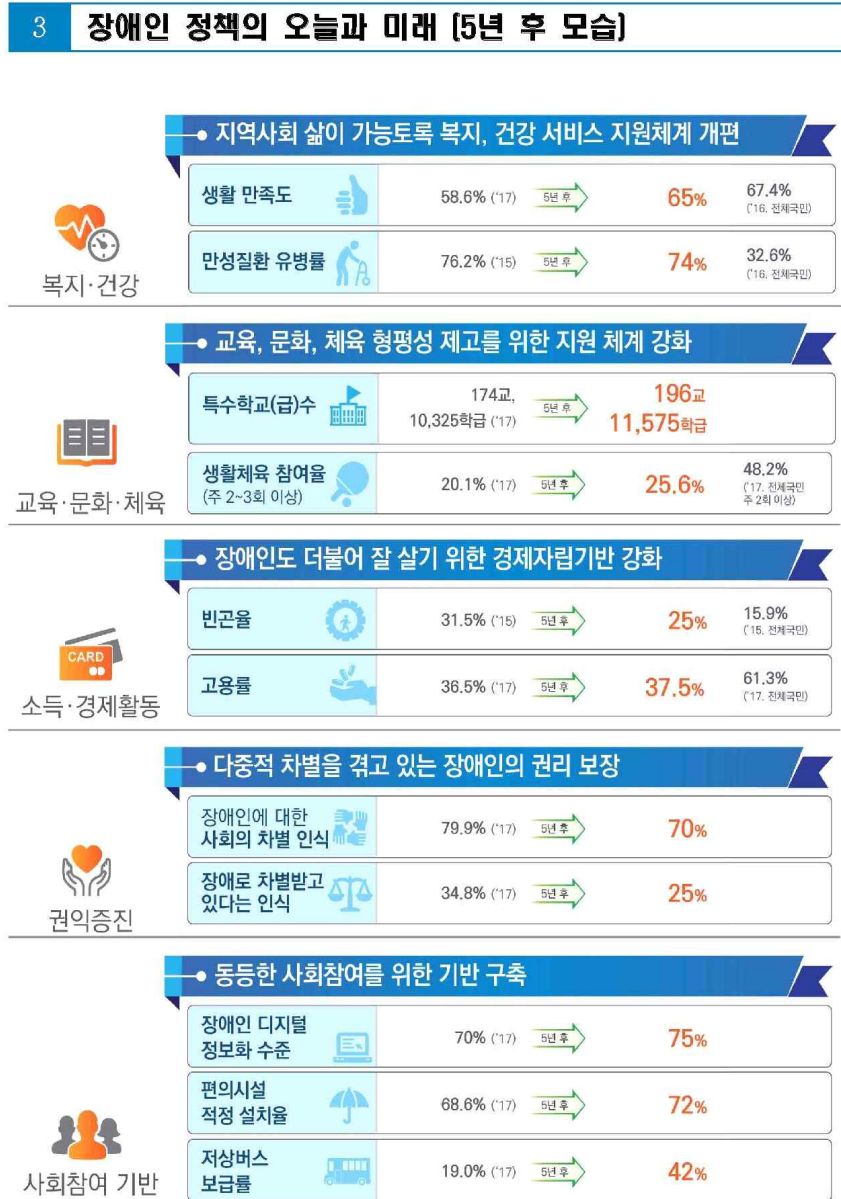 3 장애인 정책의 오늘과 미래 [5년 후 모습]
지역사회 삶이 가능토록 복지, 건강 서비스 지원체계 개편
복지·건강
생활 만족도 58.6% ('17) 5년 후 65% 67.4%
('16. 전체국민)
만성질환 유병률 76.2% ('15) 5년 후 74% 32.6%
('16. 전체국민)
교육, 문화, 체육 형평성 제고를 위한 지원 체계 강화
교육·문화·체육
특수학교(급)수 174교, 5년 후 196교
10,325학급 ('17) 11,575학급
생활체육 참여율 20.1% ('17) 5년 후 25.6% 48.2%
(주 2~3회 이상) ('17. 전체국민
주 2회 이상)
장애인도 더불어 잘 살기 위한 경제자립기반 강화
CARD
소득·경제활동
빈곤율 31.5% ('15) 5년 후 25% 15.9%
('15. 전체국민)
고용률 36.5% ('17) 5년 후 37.5% 61.3%
('17. 전체국민)
다중적 차별을 겪고 있는 장애인의 권리 보장
권익증진
장애인에 대한
사회의 차별 인식 79.9% ('17) 5년 후 70%
장애로 차별받고
있다는 인식 34.8% ('17) 5년 후 25%
동등한 사회참여를 위한 기반 구축
사회참여 기반
장애인 디지털
정보화 수준 70% ('17) 5년 후 75%
편의시설
적정 설치율 68.6% ('17) 5년 후 72%
저상버스
보급률 19.0% ('17) 5년 후 42%